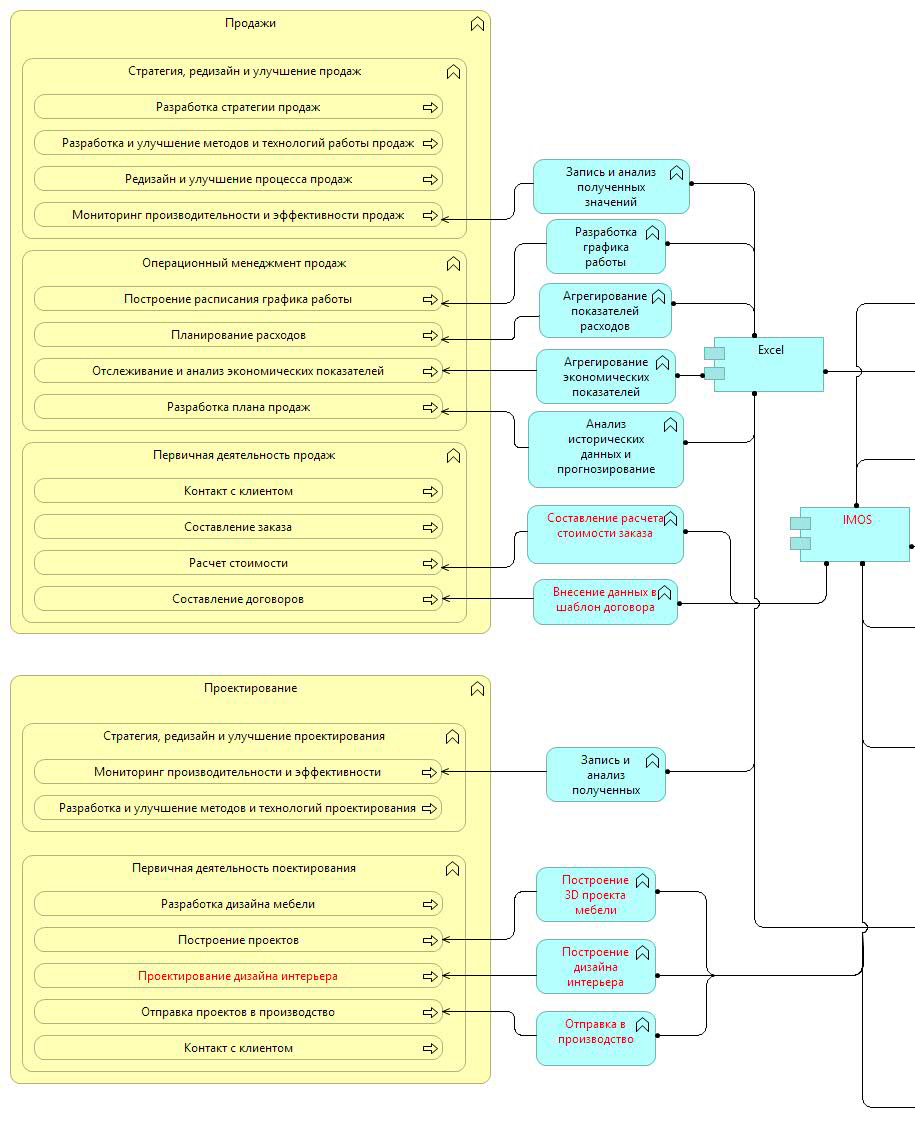 Продажи
Стратегия, редизайн и улучшение продаж
Разработка стратегии продаж
Разработка и улучшение методов и технологий работы продаж
Редизайн и улучшение процесса продаж
Мониторинг производительности и эффективности продаж
Операционный менеджмент продаж
Построение расписания графика работы
Планирование расходов
Отслеживание и анализ экономических показателей
Разработка плана продаж
Первичная деятельность продаж
Контакт с клиентом
Составление заказа
Расчет стоимости
Составление договоров
Запись и анализ
полученных
значений
Разработка
графика
работы
Агрегирование
показателей
расходов
Агрегирование
экономических
показателей
Анализ
исторических
данных и
прогнозирование
Составление расчета
стоимости заказа
Внесение данных в
шаблон договора
Excel
IMOS
Проектирование
Стратегия, редизайн и улучшение проектирования
Мониторинг производительности и эффективности
Разработка и улучшение методов и технологий проектирования
Первичная деятельность поектирования
Разработка дизайна мебели
Построение проектов
Проектирование дизайна интерьера
Отправка проектов в производство
Контакт с клиентом
Запись и
анализ
полученных
Построение
3D проекта
мебели
Построение
дизайна
интерьера
Отправка в
производство